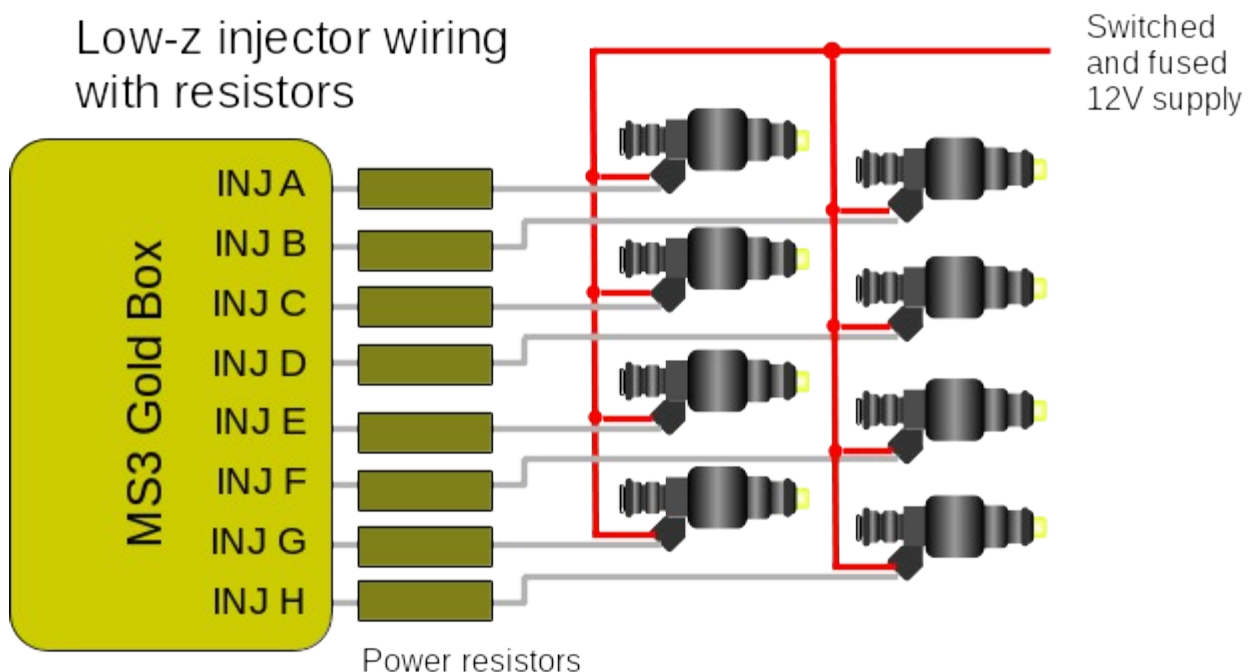 Low-z injector wiring
with resistors
Switched
and fused
12V supply
MS3 Gold Box
INJ A
INJ B
INJ C
INJ D
INJ E
INJ F
INJ G
INJ H
Power resistors